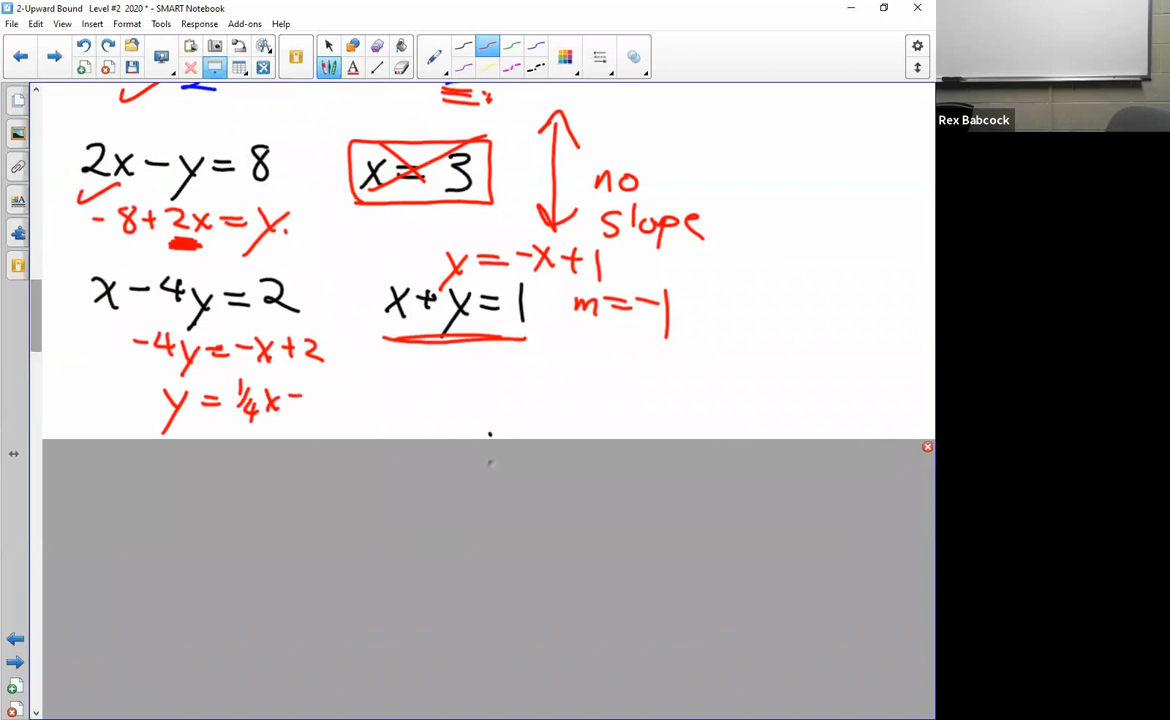 2-Upward Bound Level #2 2020 * - SMART Notebook
File Edit View Insert Format Tools Response Add-ons Help
Rex Babcock
2x - y = 8
x = 3
no
slope
-8 + 2x = y.
y = -x + 1
x - 4y = 2
x + y = 1
m = -1
-4y = -x + 2
y = 1/4 x -